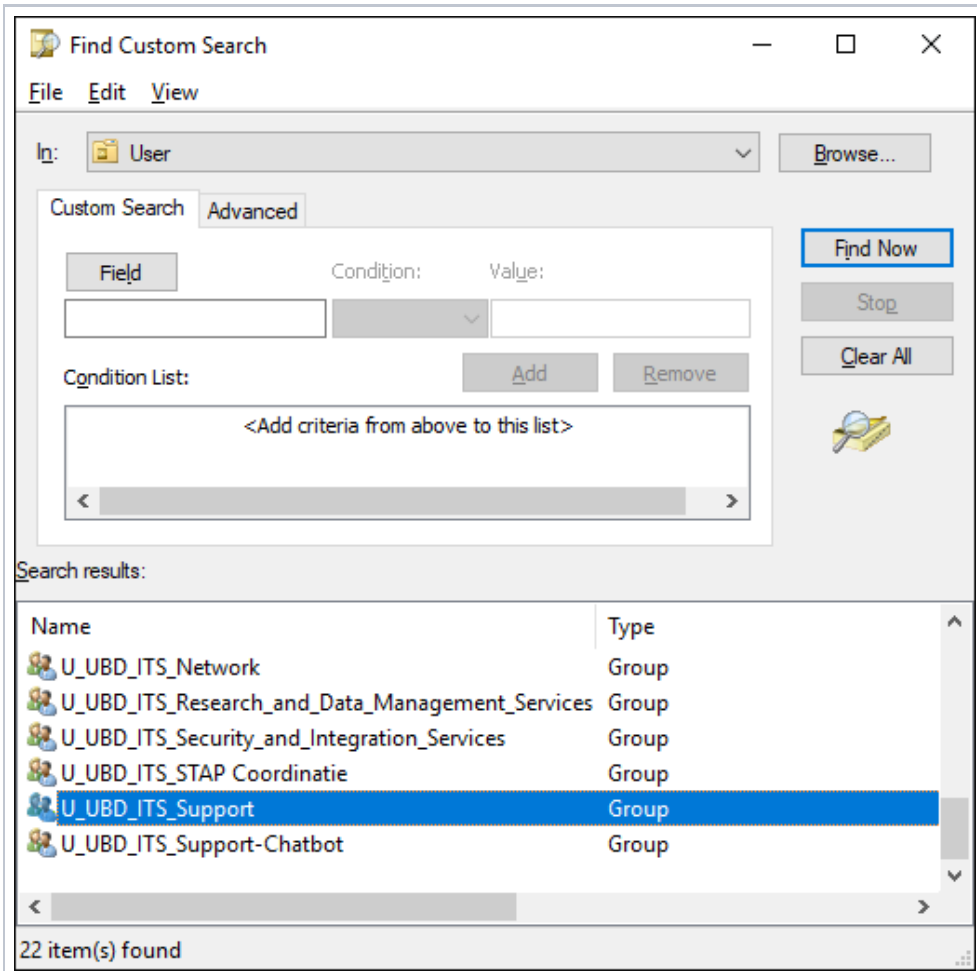 Find Custom Search
File Edit View
In: User Browse...
Custom Search Advanced
Find Now
Field Condition: Value:
Stop
Clear All
Condition List: Add Remove
<Add criteria from above to this list>
Search results:
Name Type
U_UBD_ITS_Network Group
U_UBD_ITS_Research_and_Data_Management_Services Group
U_UBD_ITS_Security_and_Integration_Services Group
U_UBD_ITS_STAP Coordinatie Group
U_UBD_ITS_Support Group
U_UBD_ITS_Support-Chatbot Group
22 item(s) found